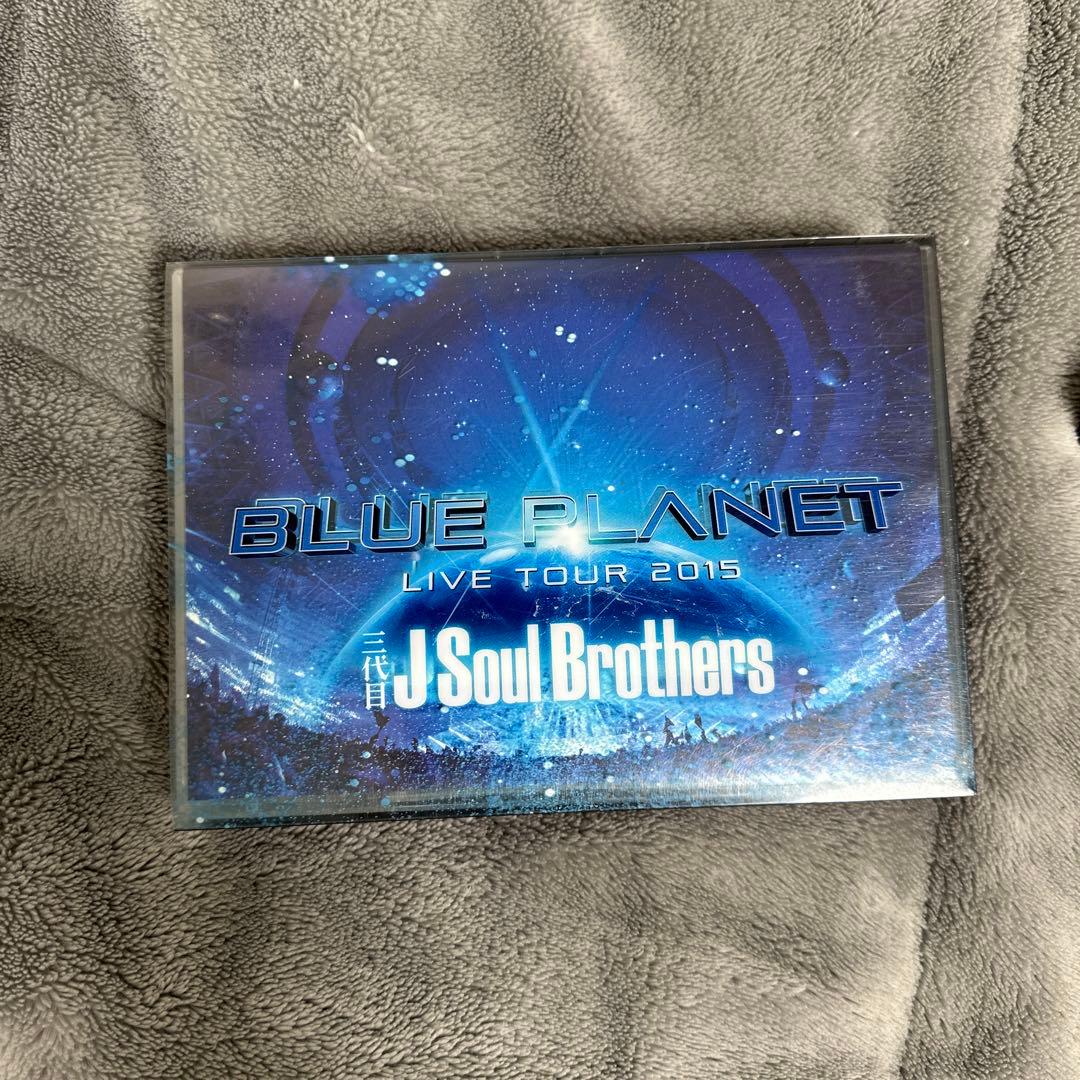 BLUE PLANET
LIVE TOUR 2015
三代目 J Soul Brothers